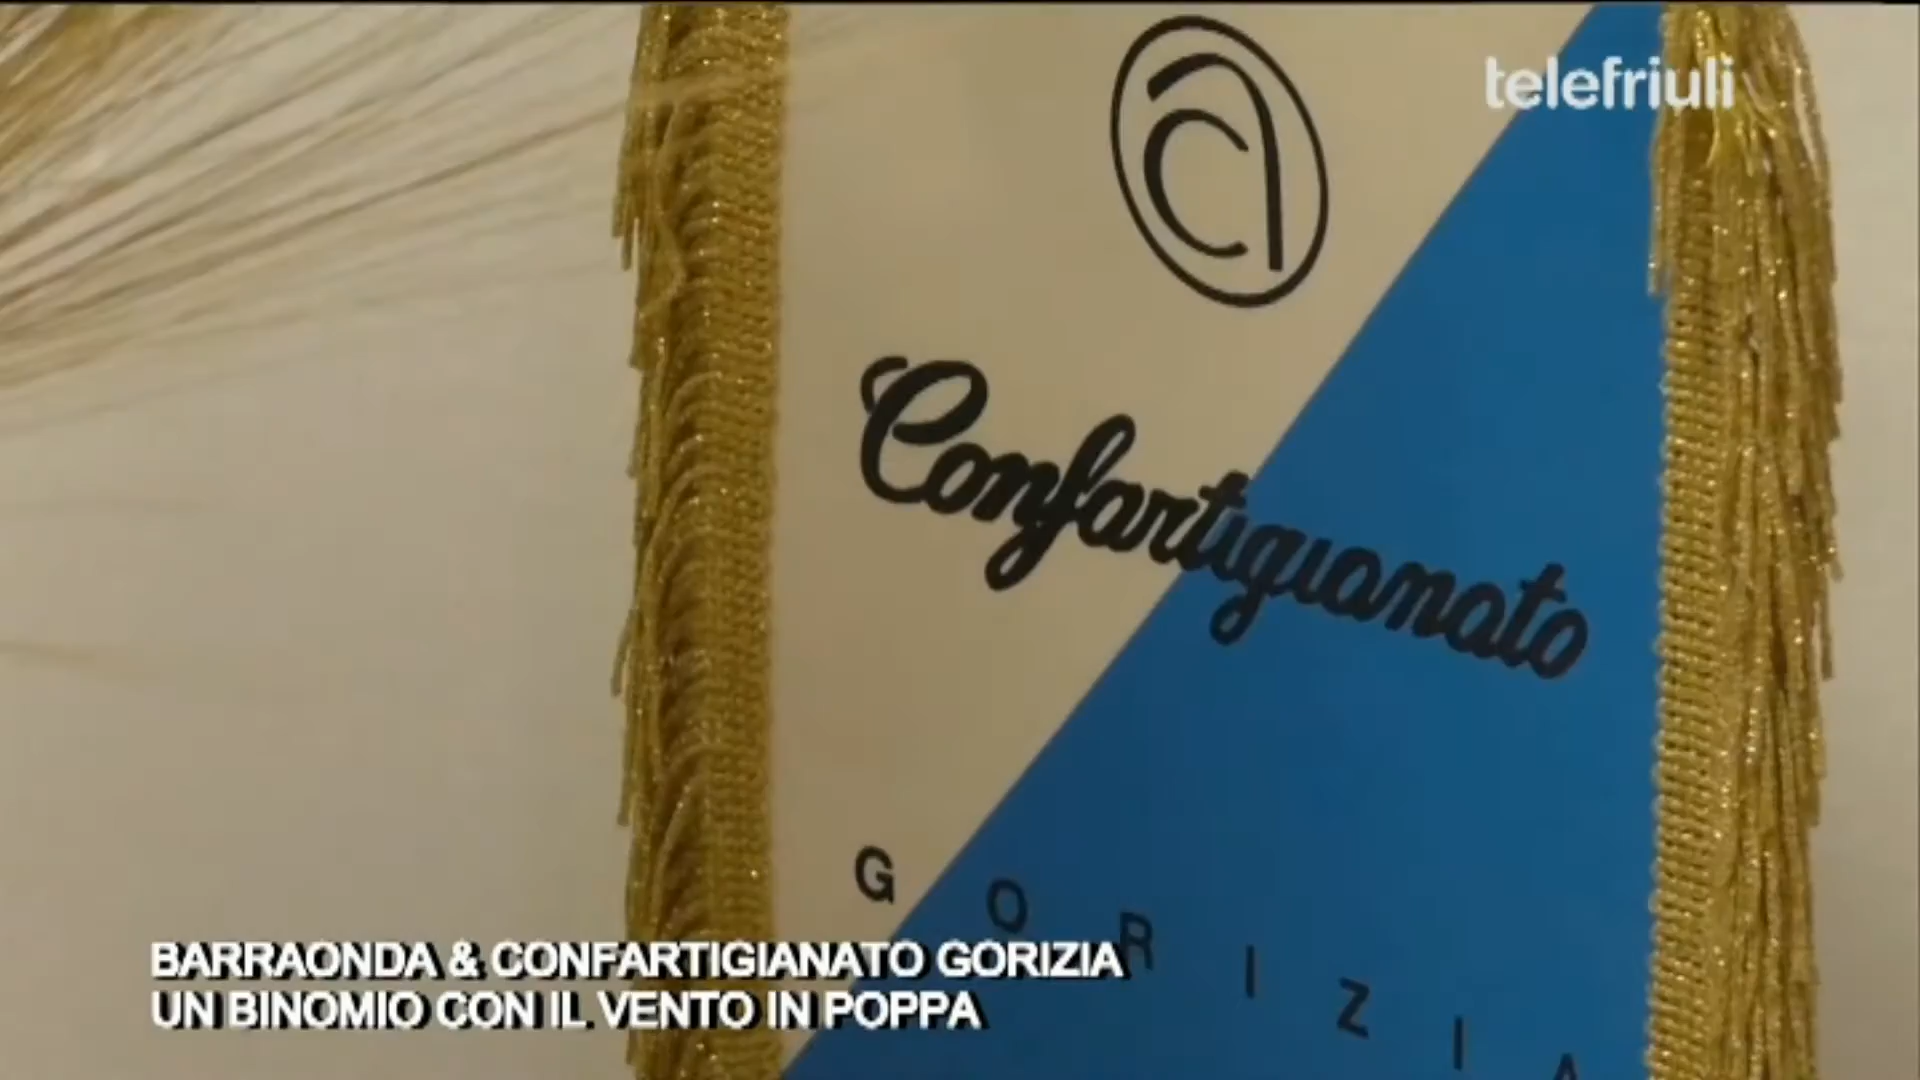 telefriuli
Confartigianato
GORIZIA
BARRAONDA & CONFARTIGIANATO GORIZIA
UN BINOMIO CON IL VENTO IN POPPA